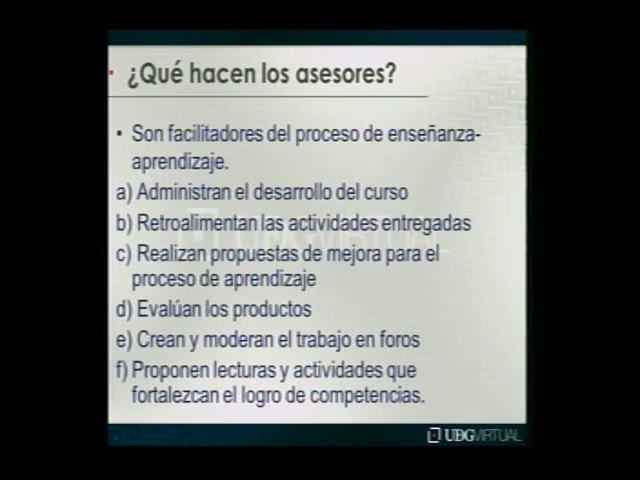 ¿Qué hacen los asesores?
• Son facilitadores del proceso de enseñanza-
aprendizaje.
a) Administran el desarrollo del curso
b) Retroalimentan las actividades entregadas
c) Realizan propuestas de mejora para el
proceso de aprendizaje
d) Evalúan los productos
e) Crean y moderan el trabajo en foros
f) Proponen lecturas y actividades que
fortalezcan el logro de competencias.
UDGVIRTUAL